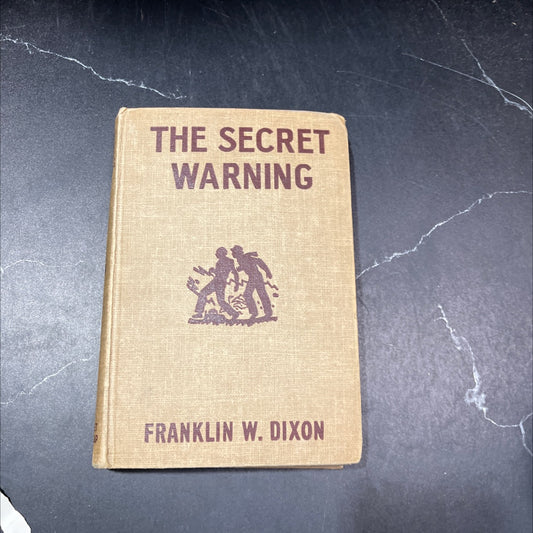 THE SECRET
WARNING
FRANKLIN W. DIXON